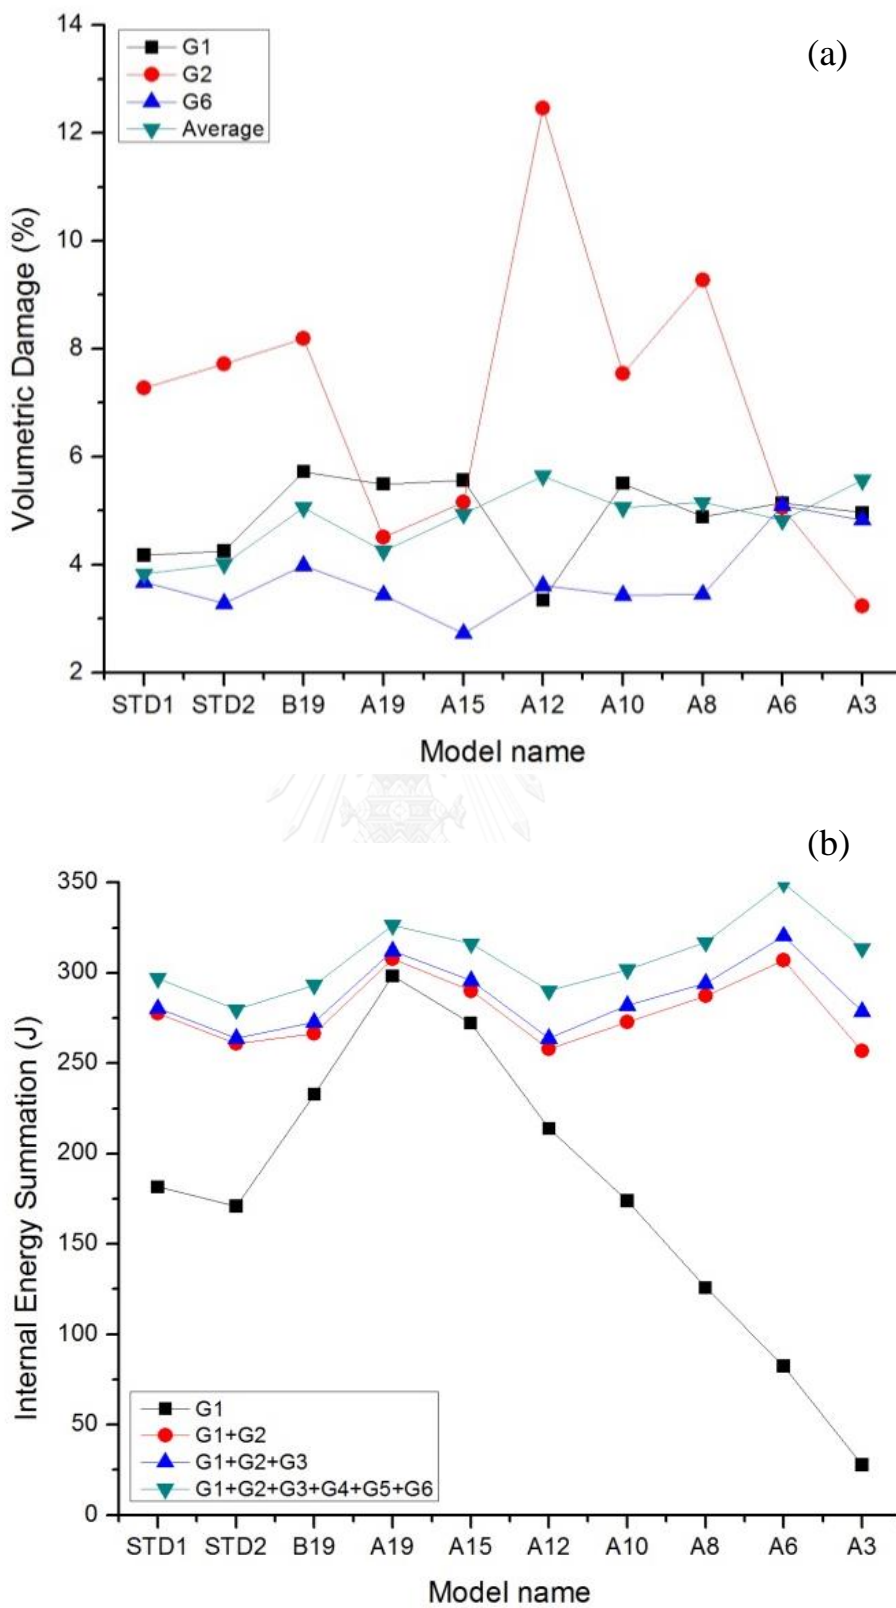 (a)
14
12
10
8
6
4
2
Volumetric Damage (%)
G1
G2
G6
Average
STD1 STD2 B19 A19 A15 A12 A10 A8 A6 A3
Model name
(b)
350
300
250
200
150
100
50
0
Internal Energy Summation (J)
G1
G1+G2
G1+G2+G3
G1+G2+G3+G4+G5+G6
STD1 STD2 B19 A19 A15 A12 A10 A8 A6 A3
Model name